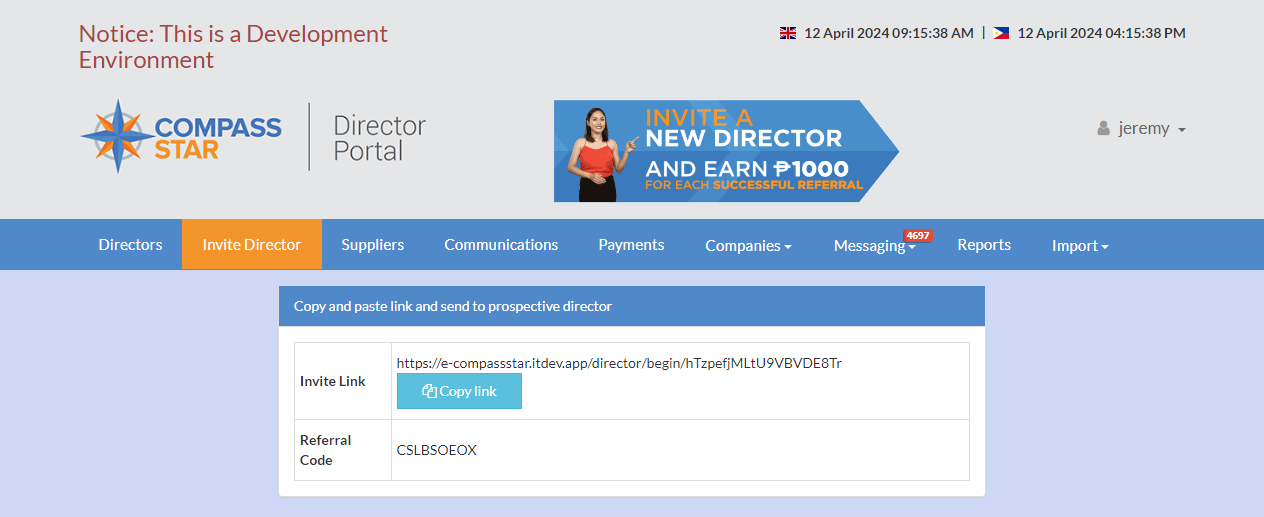 Notice: This is a Development
Environment
12 April 2024 09:15:38 AM | 12 April 2024 04:15:38 PM
COMPASS
STAR
Director
Portal
INVITE A
NEW DIRECTOR
AND EARN ₱1000
FOR EACH SUCCESSFUL REFERRAL
jeremy
Directors
Invite Director
Suppliers
Communications
Payments
Companies
Messaging
4697
Reports
Import
Copy and paste link and send to prospective director
Invite Link
https://e-compassstar.itdev.app/director/begin/hTzpefjMLtU9VBVDE8Tr
Copy link
Referral
Code
CSLBSOEOX